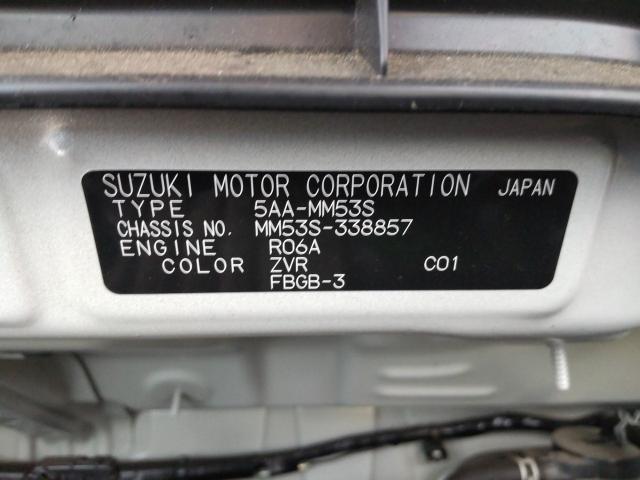 SUZUKI MOTOR CORPORATION JAPAN
TYPE 5AA-MM53S
CHASSIS NO. MM53S-338857
ENGINE R06A
COLOR ZVR C01
FBGB-3